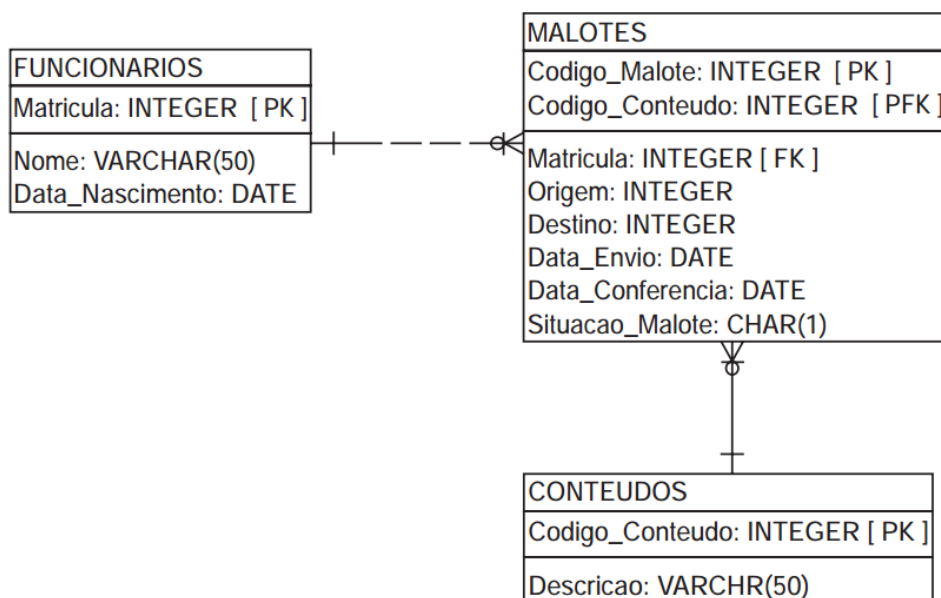 FUNCIONARIOS
Matricula: INTEGER [ PK ]
Nome: VARCHAR(50)
Data_Nascimento: DATE
MALOTES
Codigo_Malote: INTEGER [ PK ]
Codigo_Conteudo: INTEGER [ PFK ]
Matricula: INTEGER [ FK ]
Origem: INTEGER
Destino: INTEGER
Data_Envio: DATE
Data_Conferencia: DATE
Situacao_Malote: CHAR(1)
CONTEUDOS
Codigo_Conteudo: INTEGER [ PK ]
Descricao: VARCHR(50)